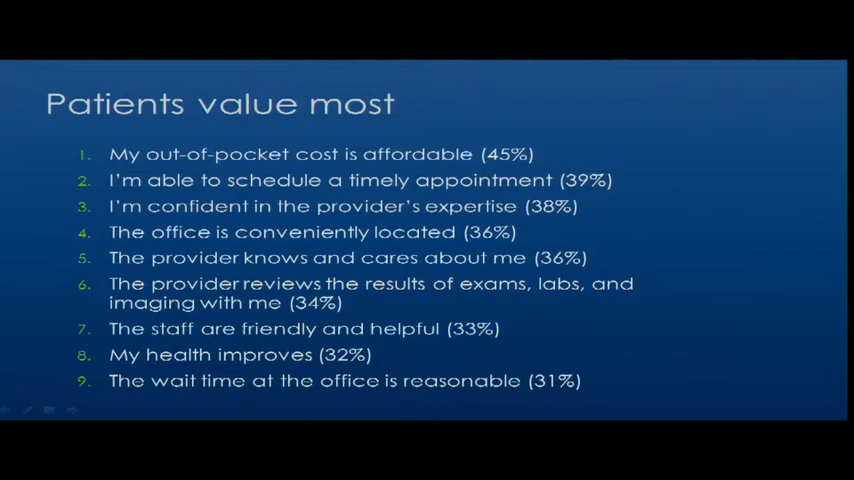 Patients value most
1. My out-of-pocket cost is affordable (45%)
2. I'm able to schedule a timely appointment (39%)
3. I'm confident in the provider's expertise (38%)
4. The office is conveniently located (36%)
5. The provider knows and cares about me (36%)
6. The provider reviews the results of exams, labs, and
imaging with me (34%)
7. The staff are friendly and helpful (33%)
8. My health improves (32%)
9. The wait time at the office is reasonable (31%)